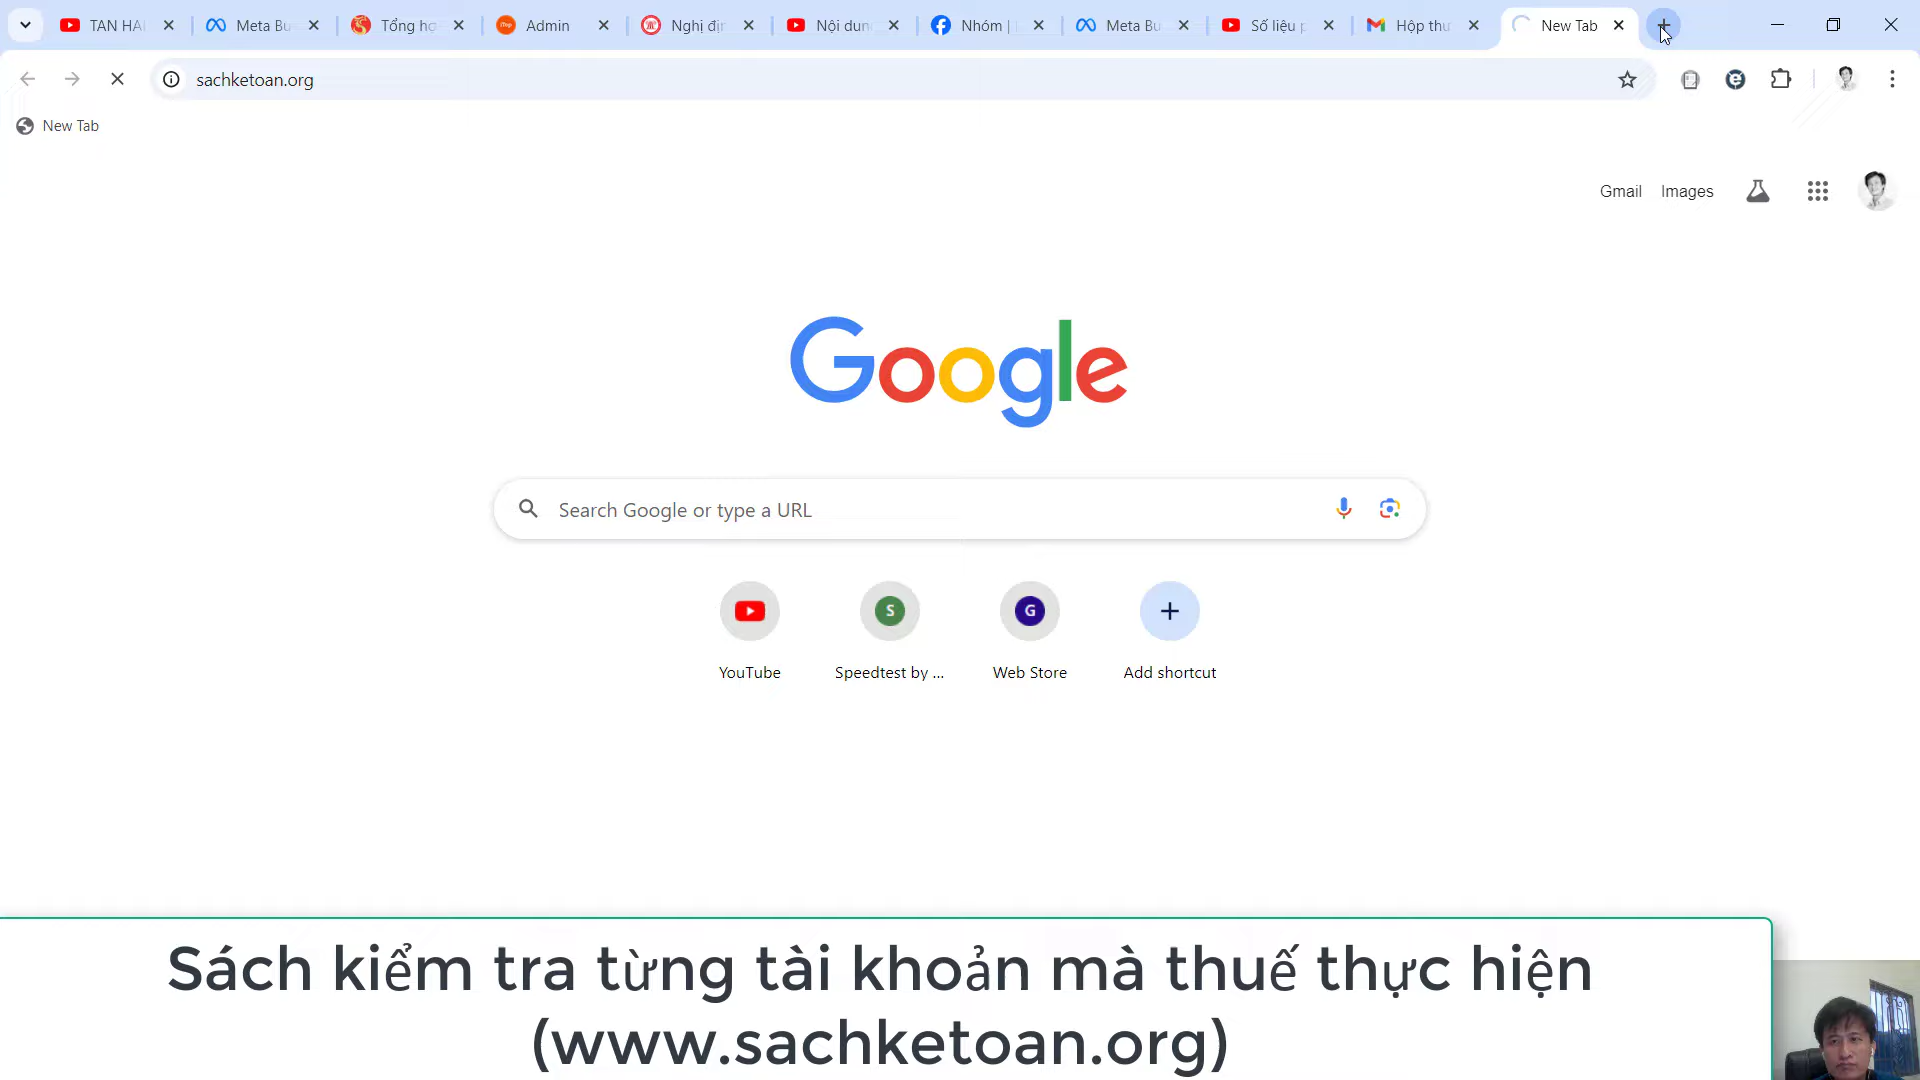 TAN HAI
Meta Bu
Tổng hợ
Admin
Nghị địn
Nội dun
Nhóm |
Meta Bu
Số liệu p
Hộp thư
New Tab
sachketoan.org
New Tab
Gmail
Images
Google
Search Google or type a URL
S
G
YouTube
Speedtest by ...
Web Store
Add shortcut
Sách kiểm tra từng tài khoản mà thuế thực hiện
(www.sachketoan.org)